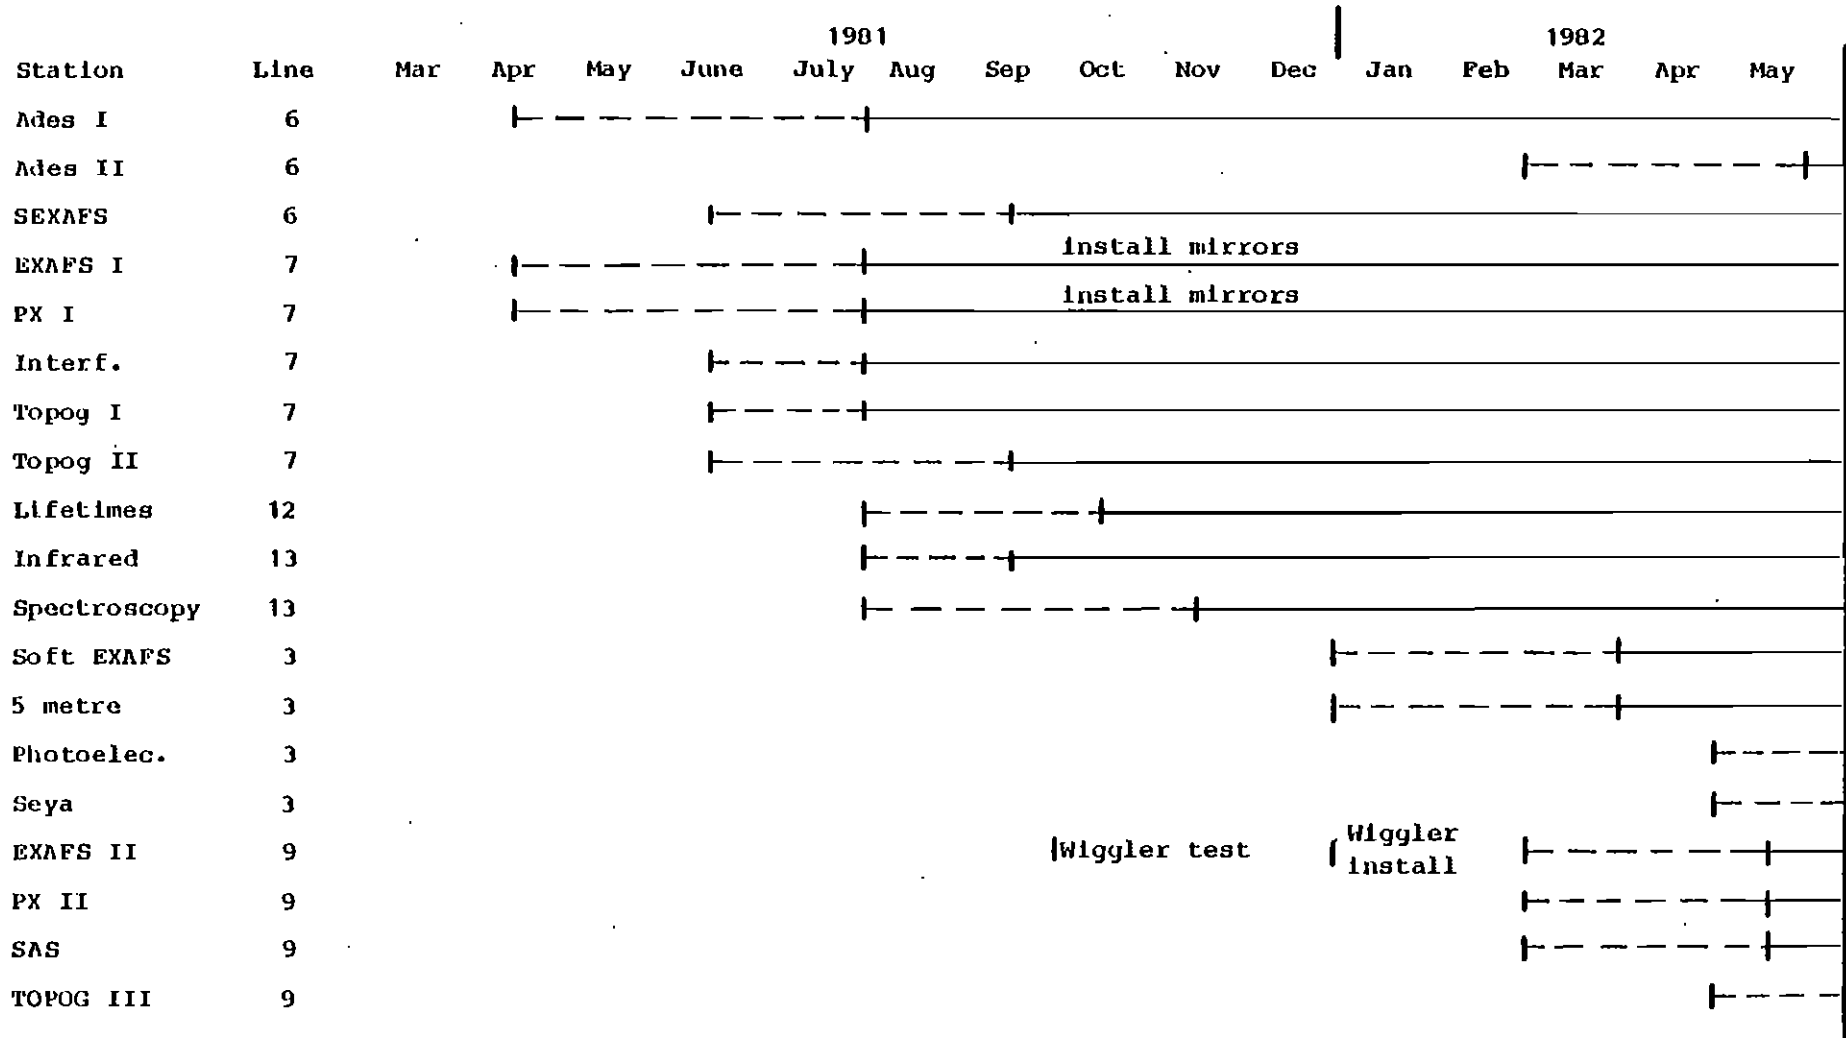 1981 1982
Station Line Mar Apr May June July Aug Sep Oct Nov Dec Jan Feb Mar Apr May
Ades I 6
Ades II 6
SEXAFS 6
install mirrors
EXAFS I 7
install mirrors
PX I 7
Interf. 7
Topog I 7
Topog II 7
Lifetimes 12
Infrared 13
Spectroscopy 13
Soft EXAFS 3
5 metre 3
Photoelec. 3
Seya 3
EXAFS II 9 Wiggler test Wiggler
install
PX II 9
SAS 9
TOPOG III 9